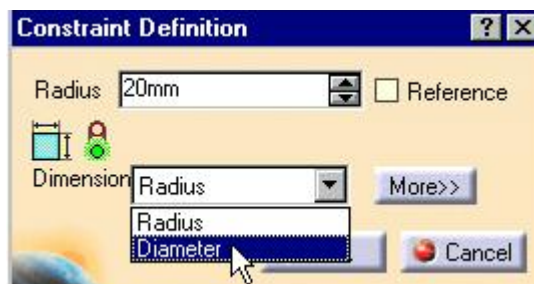 Constraint Definition
Radius 20mm Reference
Dimension Radius More>>
Radius
Diameter
Cancel